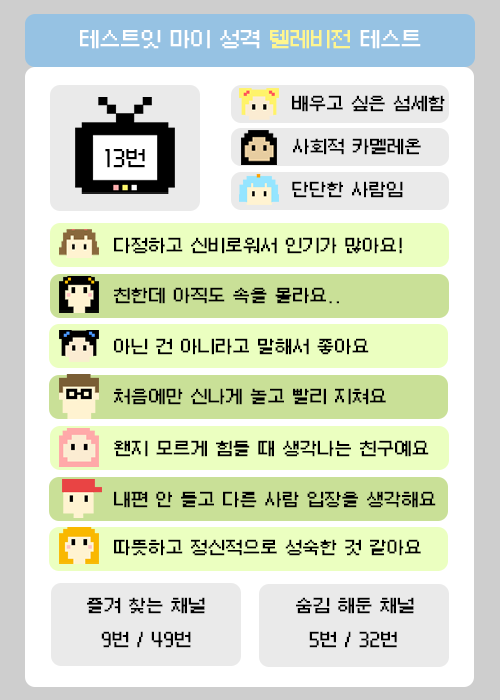 테스트잇 마이 성격 텔레비전 테스트
13번
배우고 싶은 섬세함
사회적 카멜레온
단단한 사람임
다정하고 신비로워서 인기가 많아요!
친한데 아직도 속을 몰라요..
아닌 건 아니라고 말해서 좋아요
처음에만 신나게 놀고 빨리 지쳐요
왠지 모르게 힘들 때 생각나는 친구예요
내편 안 들고 다른 사람 입장을 생각해요
따뜻하고 정신적으로 성숙한 것 같아요
즐겨 찾는 채널
9번 / 49번
숨김 해둔 채널
5번 / 32번